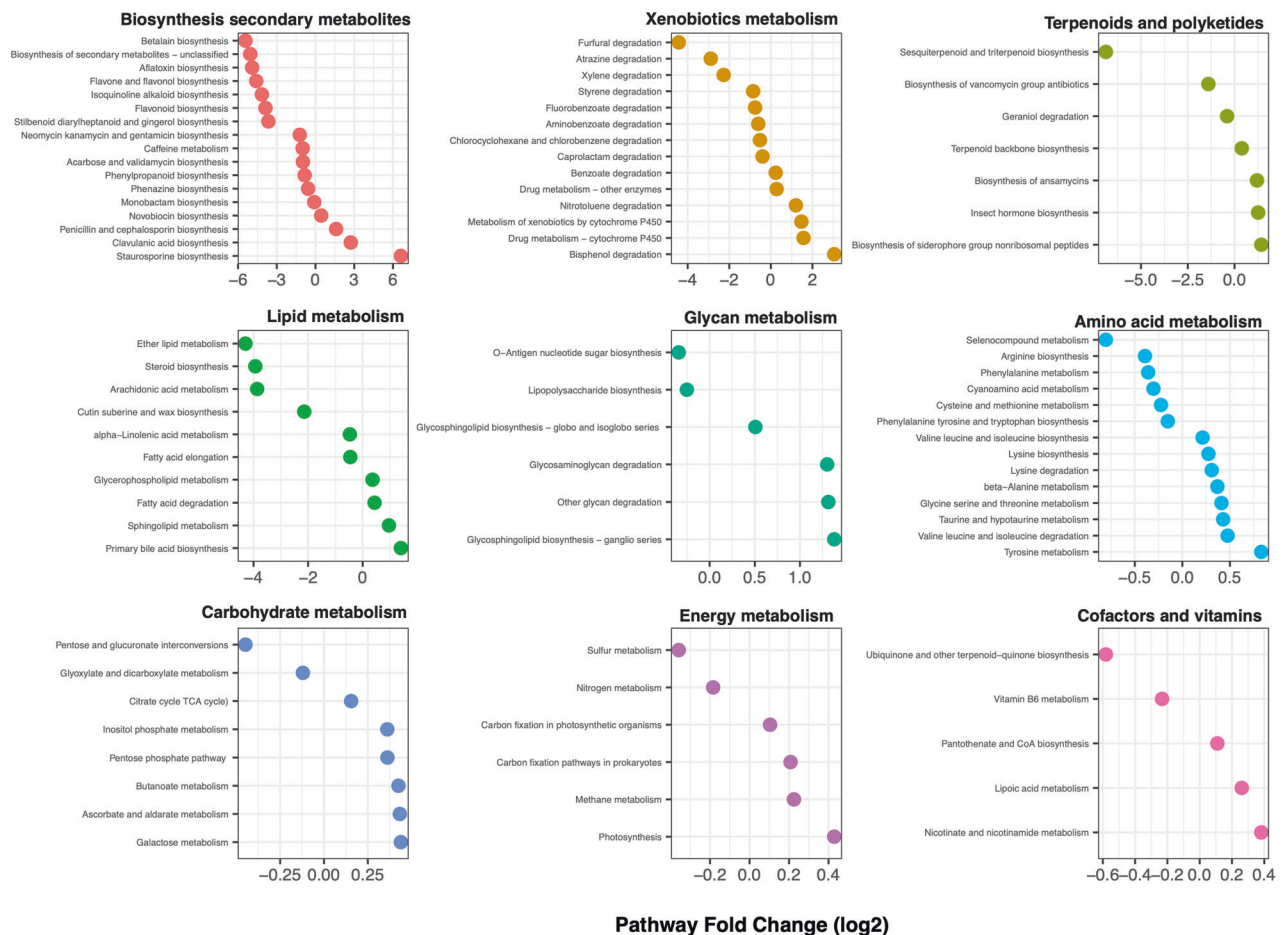 Biosynthesis secondary metabolites
Betalain biosynthesis
Biosynthesis of secondary metabolites – unclassified
Aflatoxin biosynthesis
Flavone and flavonol biosynthesis
Isoquinoline alkaloid biosynthesis
Flavonoid biosynthesis
Stilbenoid diarylheptanoid and gingerol biosynthesis
Neomycin kanamycin and gentamicin biosynthesis
Caffeine metabolism
Acarbose and validamycin biosynthesis
Phenylpropanoid biosynthesis
Phenazine biosynthesis
Monobactam biosynthesis
Novobiocin biosynthesis
Penicillin and cephalosporin biosynthesis
Clavulanic acid biosynthesis
Staurosporine biosynthesis
−6 −3 0 3 6
Xenobiotics metabolism
Furfural degradation
Atrazine degradation
Xylene degradation
Styrene degradation
Fluorobenzoate degradation
Aminobenzoate degradation
Chlorocyclohexane and chlorobenzene degradation
Caprolactam degradation
Benzoate degradation
Drug metabolism – other enzymes
Nitrotoluene degradation
Metabolism of xenobiotics by cytochrome P450
Drug metabolism – cytochrome P450
Bisphenol degradation
−4 −2 0 2
Terpenoids and polyketides
Sesquiterpenoid and triterpenoid biosynthesis
Biosynthesis of vancomycin group antibiotics
Geraniol degradation
Terpenoid backbone biosynthesis
Biosynthesis of ansamycins
Insect hormone biosynthesis
Biosynthesis of siderophore group nonribosomal peptides
−5.0 −2.5 0.0
Lipid metabolism
Ether lipid metabolism
Steroid biosynthesis
Arachidonic acid metabolism
Cutin suberine and wax biosynthesis
alpha−Linolenic acid metabolism
Fatty acid elongation
Glycerophospholipid metabolism
Fatty acid degradation
Sphingolipid metabolism
Primary bile acid biosynthesis
−4 −2 0
Glycan metabolism
O−Antigen nucleotide sugar biosynthesis
Lipopolysaccharide biosynthesis
Glycosphingolipid biosynthesis – globo and isoglobo series
Glycosaminoglycan degradation
Other glycan degradation
Glycosphingolipid biosynthesis – ganglio series
0.0 0.5 1.0
Amino acid metabolism
Selenocompound metabolism
Arginine biosynthesis
Phenylalanine metabolism
Cyanoamino acid metabolism
Cysteine and methionine metabolism
Phenylalanine tyrosine and tryptophan biosynthesis
Valine leucine and isoleucine biosynthesis
Lysine biosynthesis
Lysine degradation
beta−Alanine metabolism
Glycine serine and threonine metabolism
Taurine and hypotaurine metabolism
Valine leucine and isoleucine degradation
Tyrosine metabolism
−0.5 0.0 0.5
Carbohydrate metabolism
Pentose and glucuronate interconversions
Glyoxylate and dicarboxylate metabolism
Citrate cycle TCA cycle)
Inositol phosphate metabolism
Pentose phosphate pathway
Butanoate metabolism
Ascorbate and aldarate metabolism
Galactose metabolism
−0.25 0.00 0.25
Energy metabolism
Sulfur metabolism
Nitrogen metabolism
Carbon fixation in photosynthetic organisms
Carbon fixation pathways in prokaryotes
Methane metabolism
Photosynthesis
−0.2 0.0 0.2 0.4
Cofactors and vitamins
Ubiquinone and other terpenoid−quinone biosynthesis
Vitamin B6 metabolism
Pantothenate and CoA biosynthesis
Lipoic acid metabolism
Nicotinate and nicotinamide metabolism
−0.6 −0.4 −0.2 0.0 0.2 0.4
Pathway Fold Change (log2)